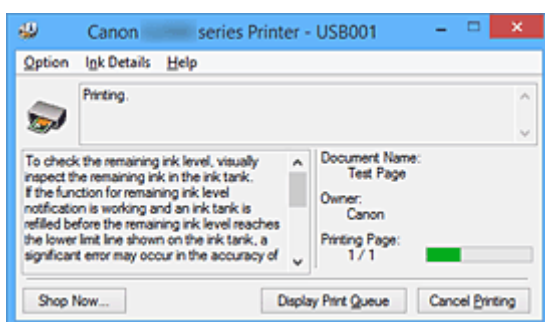 Canon series Printer - USB001
Option Ink Details Help
Printing.
To check the remaining ink level, visually
inspect the remaining ink in the ink tank.
If the function for remaining ink level
notification is working and an ink tank is
refilled before the remaining ink level reaches
the lower limit line shown on the ink tank, a
significant error may occur in the accuracy of
Document Name:
Test Page
Owner:
Canon
Printing Page:
1 / 1
Shop Now... Display Print Queue Cancel Printing